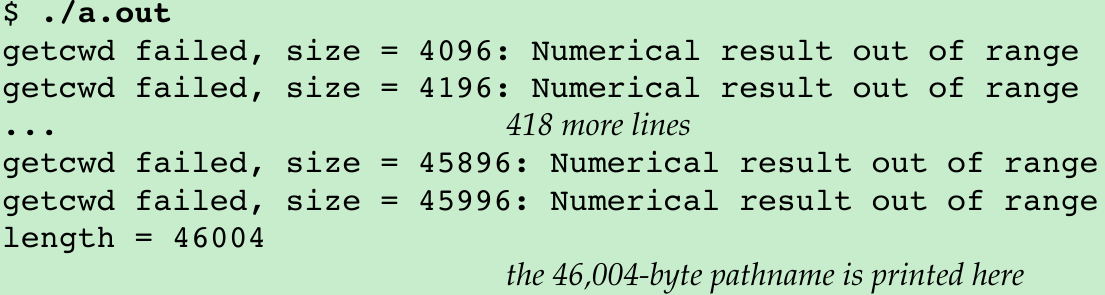 $ ./a.out
getcwd failed, size = 4096: Numerical result out of range
getcwd failed, size = 4196: Numerical result out of range
... 418 more lines
getcwd failed, size = 45896: Numerical result out of range
getcwd failed, size = 45996: Numerical result out of range
length = 46004
the 46,004-byte pathname is printed here